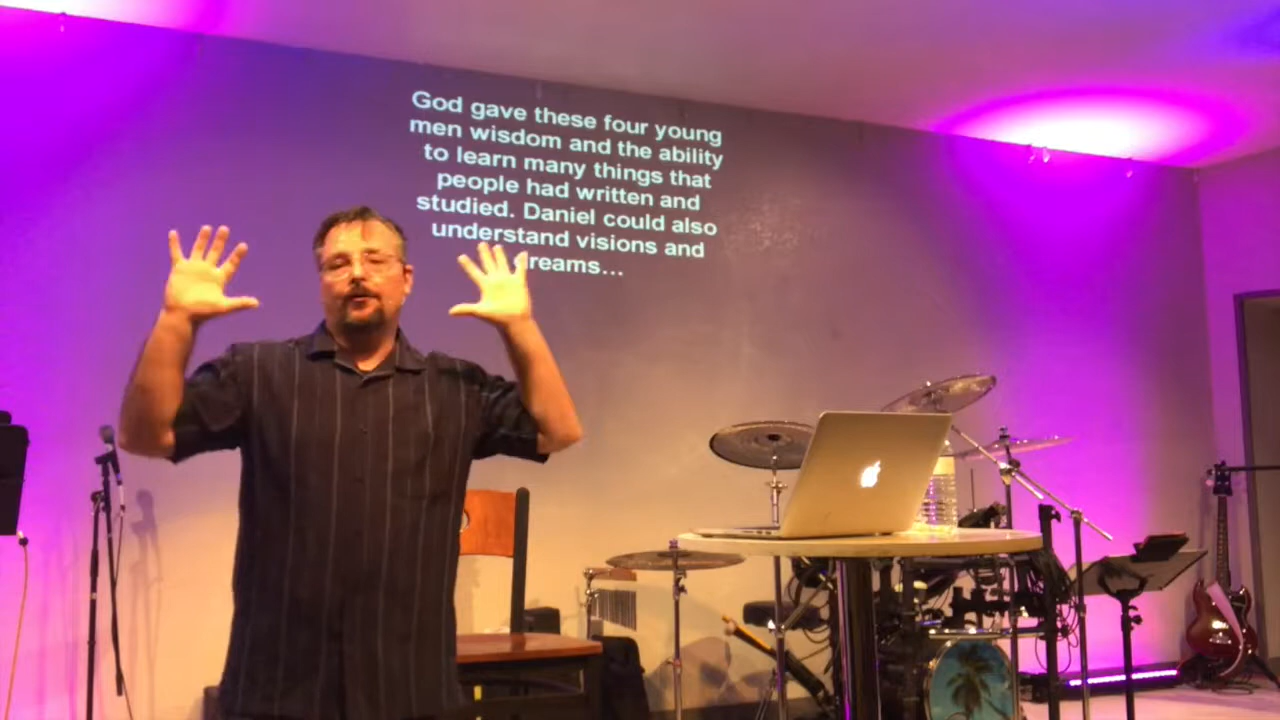 God gave these four young
men wisdom and the ability
to learn many things that
people had written and
studied. Daniel could also
understand visions and
dreams...